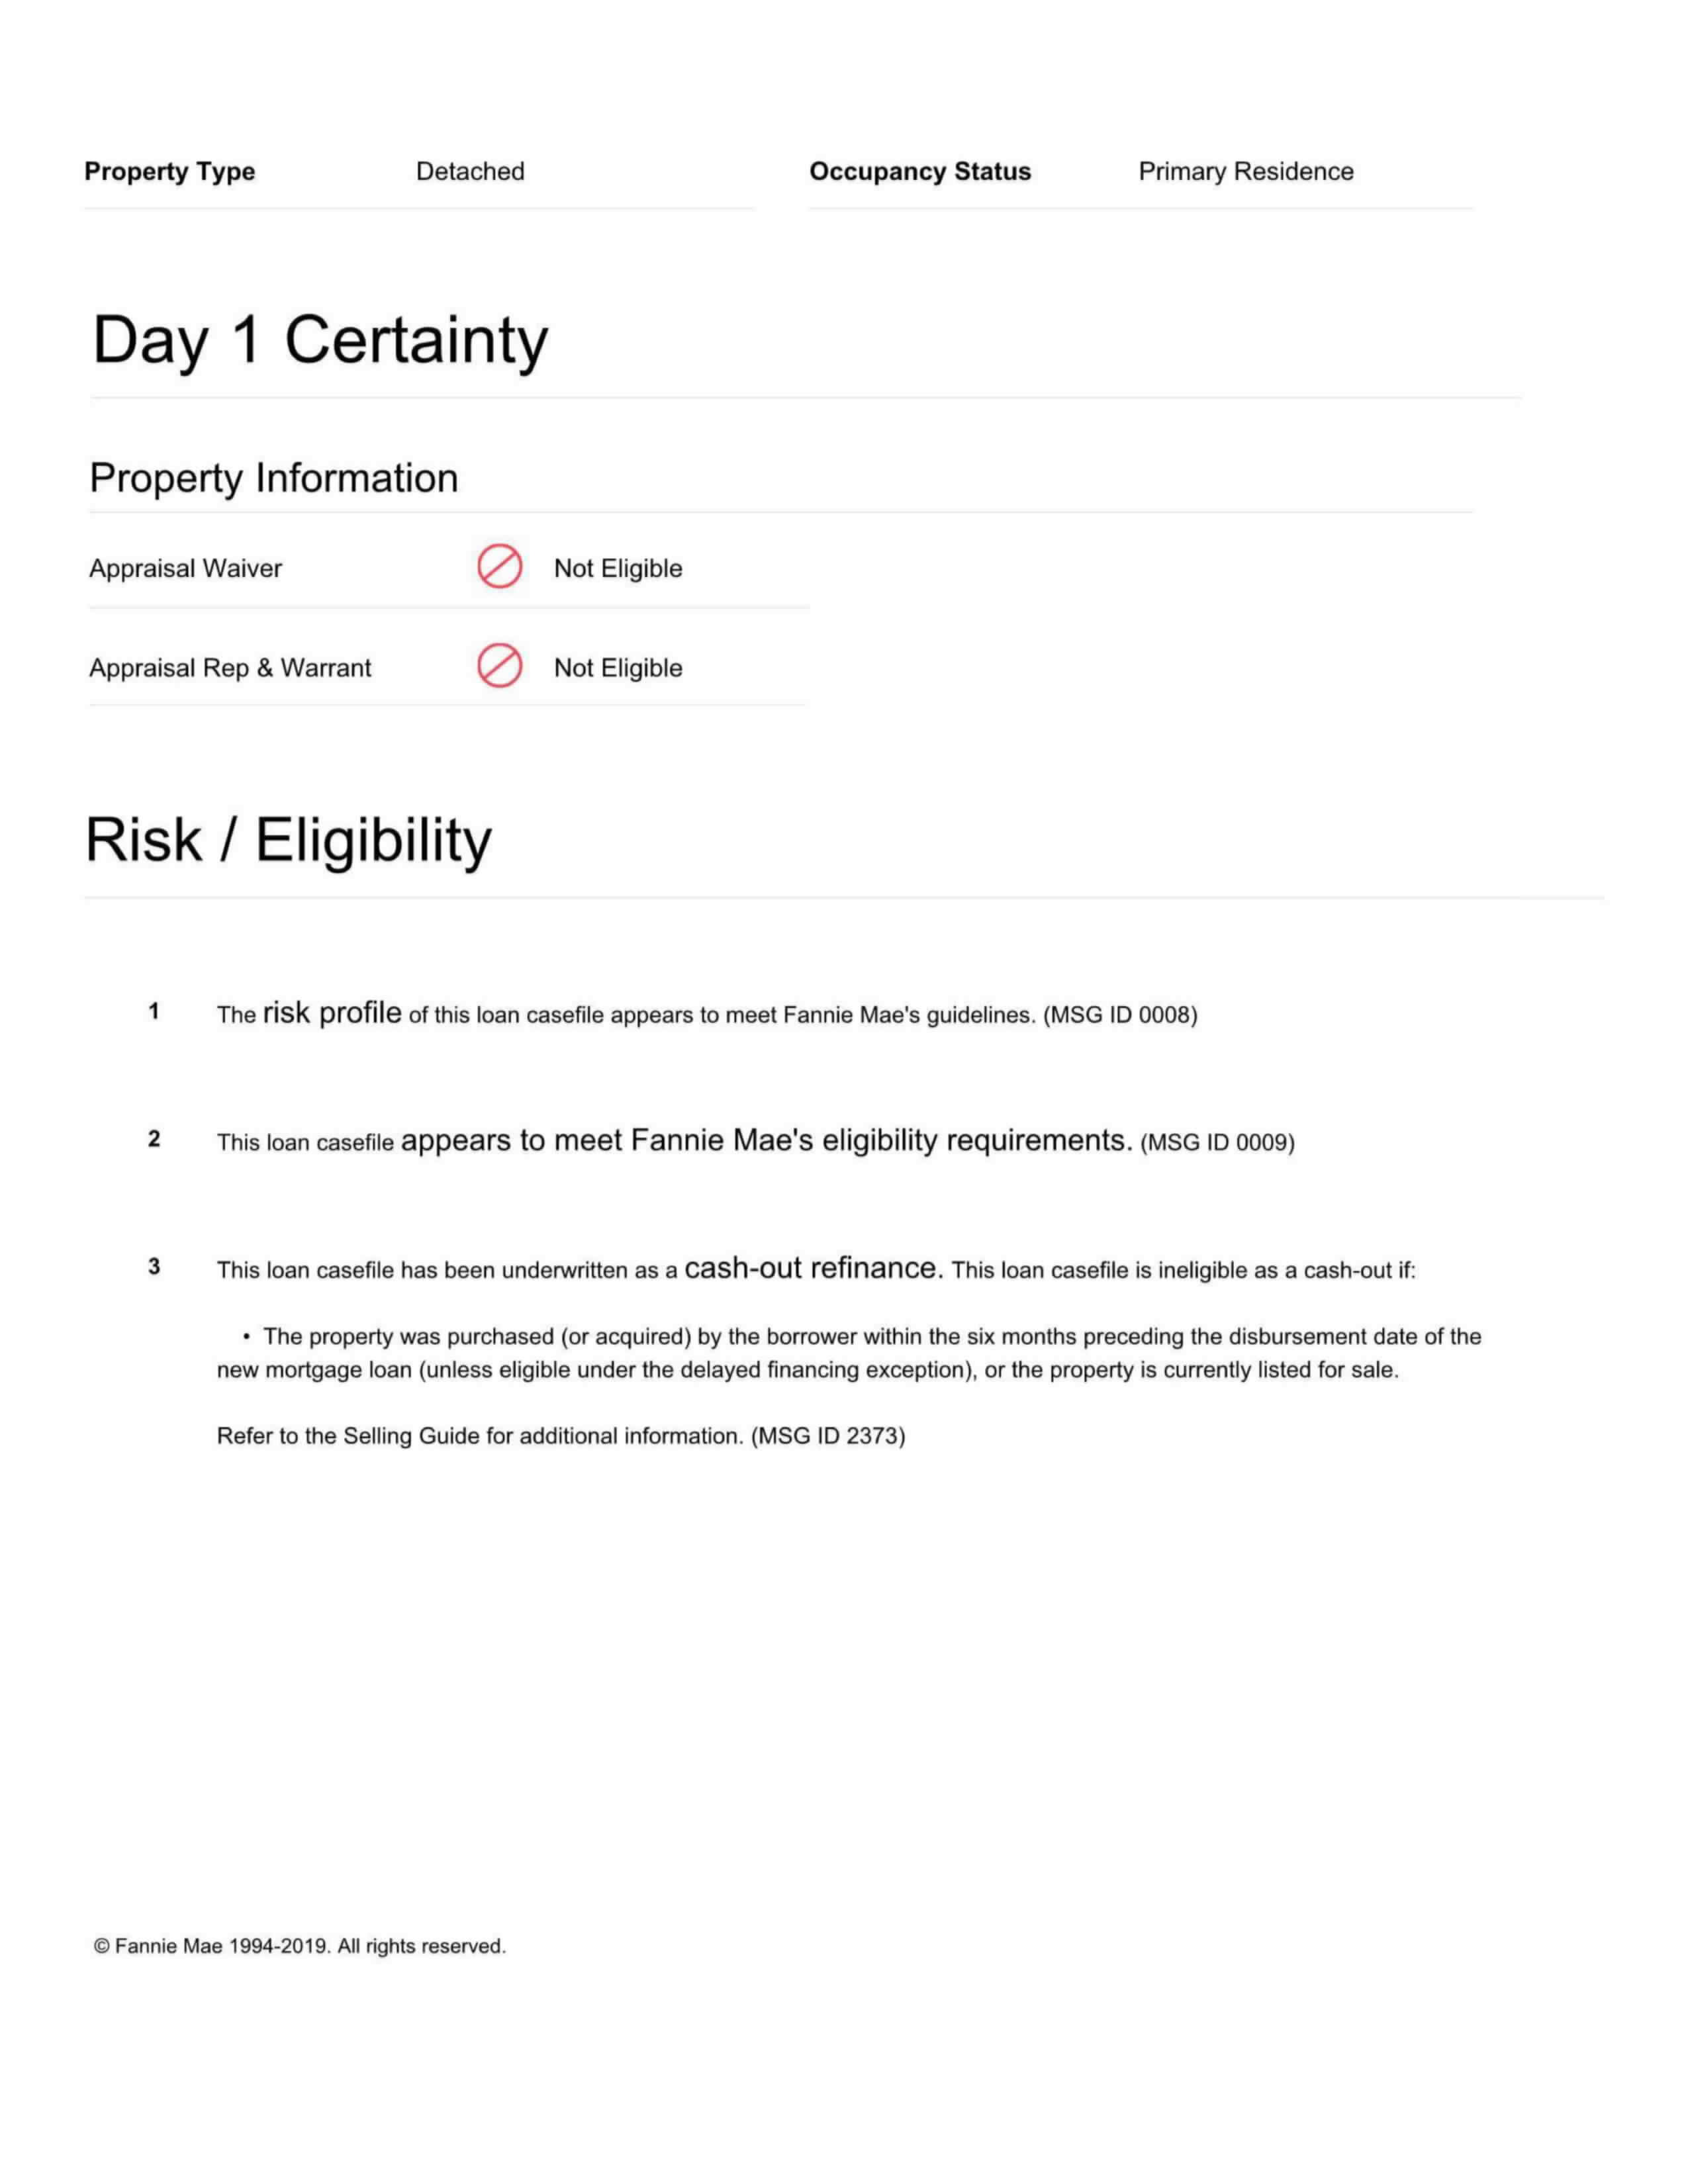 Property Type Detached Occupancy Status Primary Residence
Day 1 Certainty
Property Information
Appraisal Waiver Not Eligible
Appraisal Rep & Warrant Not Eligible
Risk / Eligibility
1 The risk profile of this loan casefile appears to meet Fannie Mae's guidelines. (MSG ID 0008)
2 This loan casefile appears to meet Fannie Mae's eligibility requirements. (MSG ID 0009)
3 This loan casefile has been underwritten as a cash-out refinance. This loan casefile is ineligible as a cash-out if:
• The property was purchased (or acquired) by the borrower within the six months preceding the disbursement date of the
new mortgage loan (unless eligible under the delayed financing exception), or the property is currently listed for sale.
Refer to the Selling Guide for additional information. (MSG ID 2373)
© Fannie Mae 1994-2019. All rights reserved.